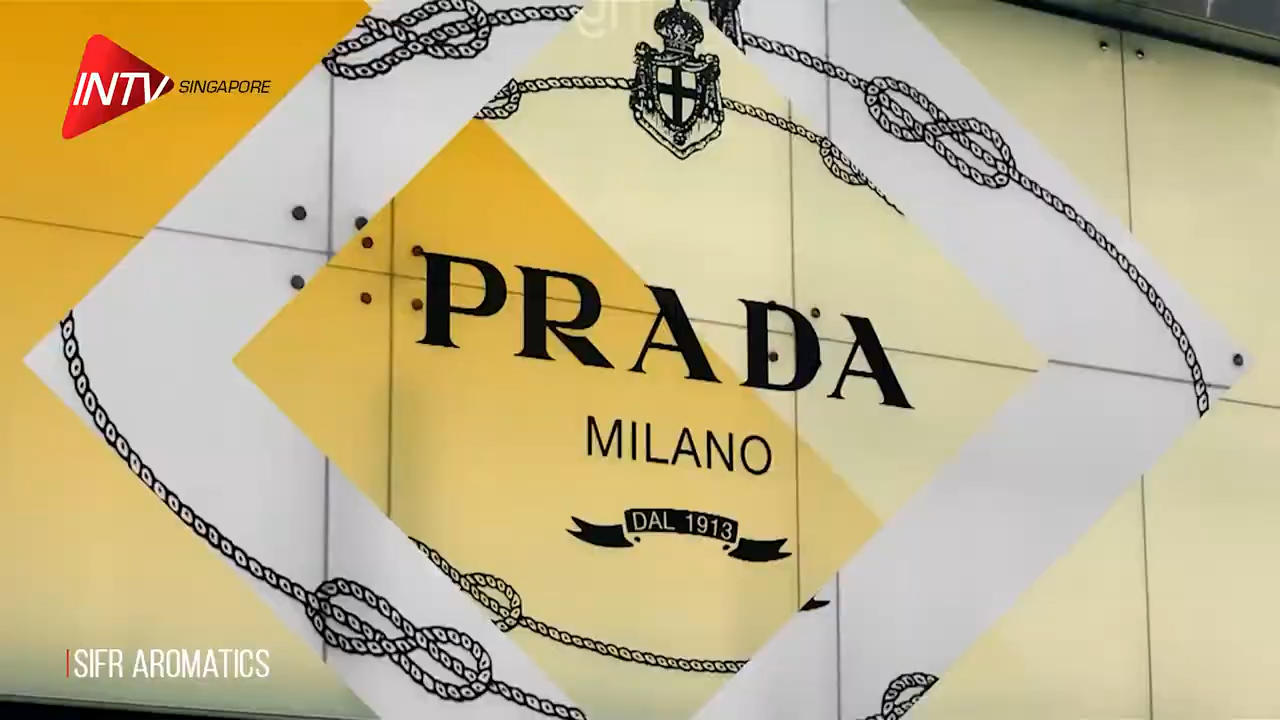 INTV SINGAPORE
PRADA
MILANO
DAL 1913
SIFR AROMATICS